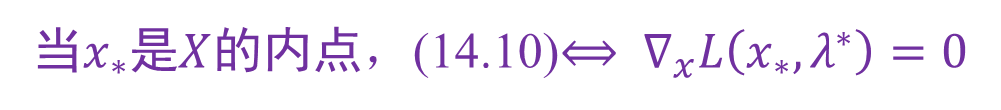 当𝑥∗是𝑋的内点，(14.10)⟺ ∇𝑥𝐿(𝑥∗, 𝜆*) = 0